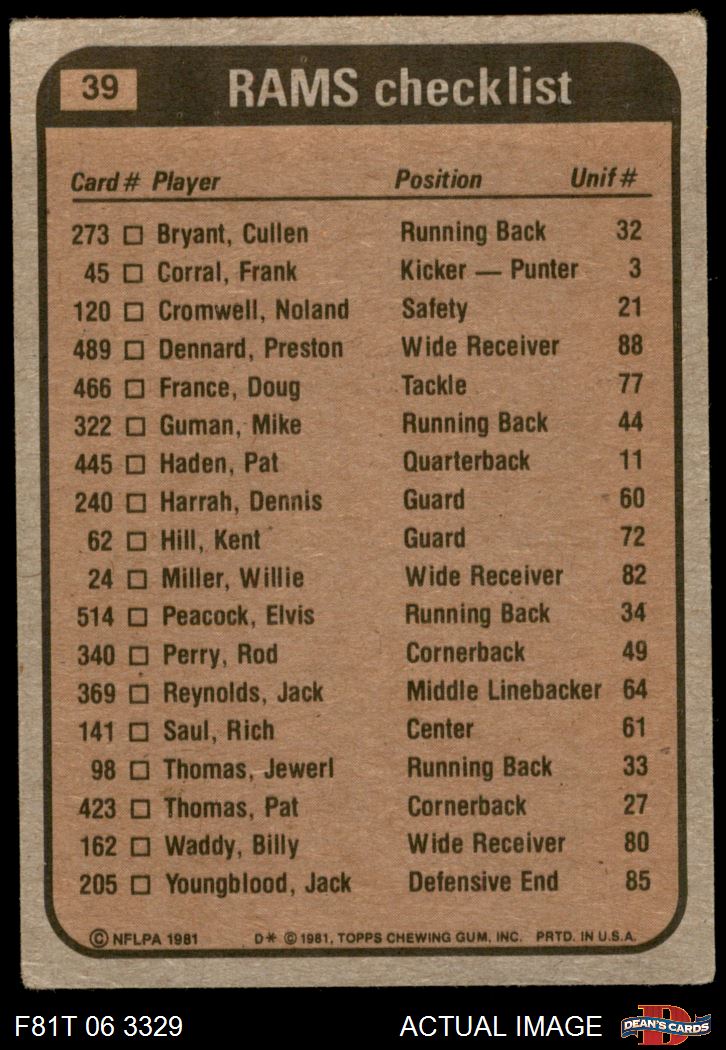 39 RAMS checklist
Card # Player Position Unif #
273 □ Bryant, Cullen Running Back 32
45 □ Corral, Frank Kicker — Punter 3
120 □ Cromwell, Noland Safety 21
489 □ Dennard, Preston Wide Receiver 88
466 □ France, Doug Tackle 77
322 □ Guman, Mike Running Back 44
445 □ Haden, Pat Quarterback 11
240 □ Harrah, Dennis Guard 60
62 □ Hill, Kent Guard 72
24 □ Miller, Willie Wide Receiver 82
514 □ Peacock, Elvis Running Back 34
340 □ Perry, Rod Cornerback 49
369 □ Reynolds, Jack Middle Linebacker 64
141 □ Saul, Rich Center 61
98 □ Thomas, Jewerl Running Back 33
423 □ Thomas, Pat Cornerback 27
162 □ Waddy, Billy Wide Receiver 80
205 □ Youngblood, Jack Defensive End 85
© NFLPA 1981 D* © 1981, TOPPS CHEWING GUM, INC. PRTD. IN U.S.A.
F81T 06 3329 ACTUAL IMAGE D DEAN'S CARDS